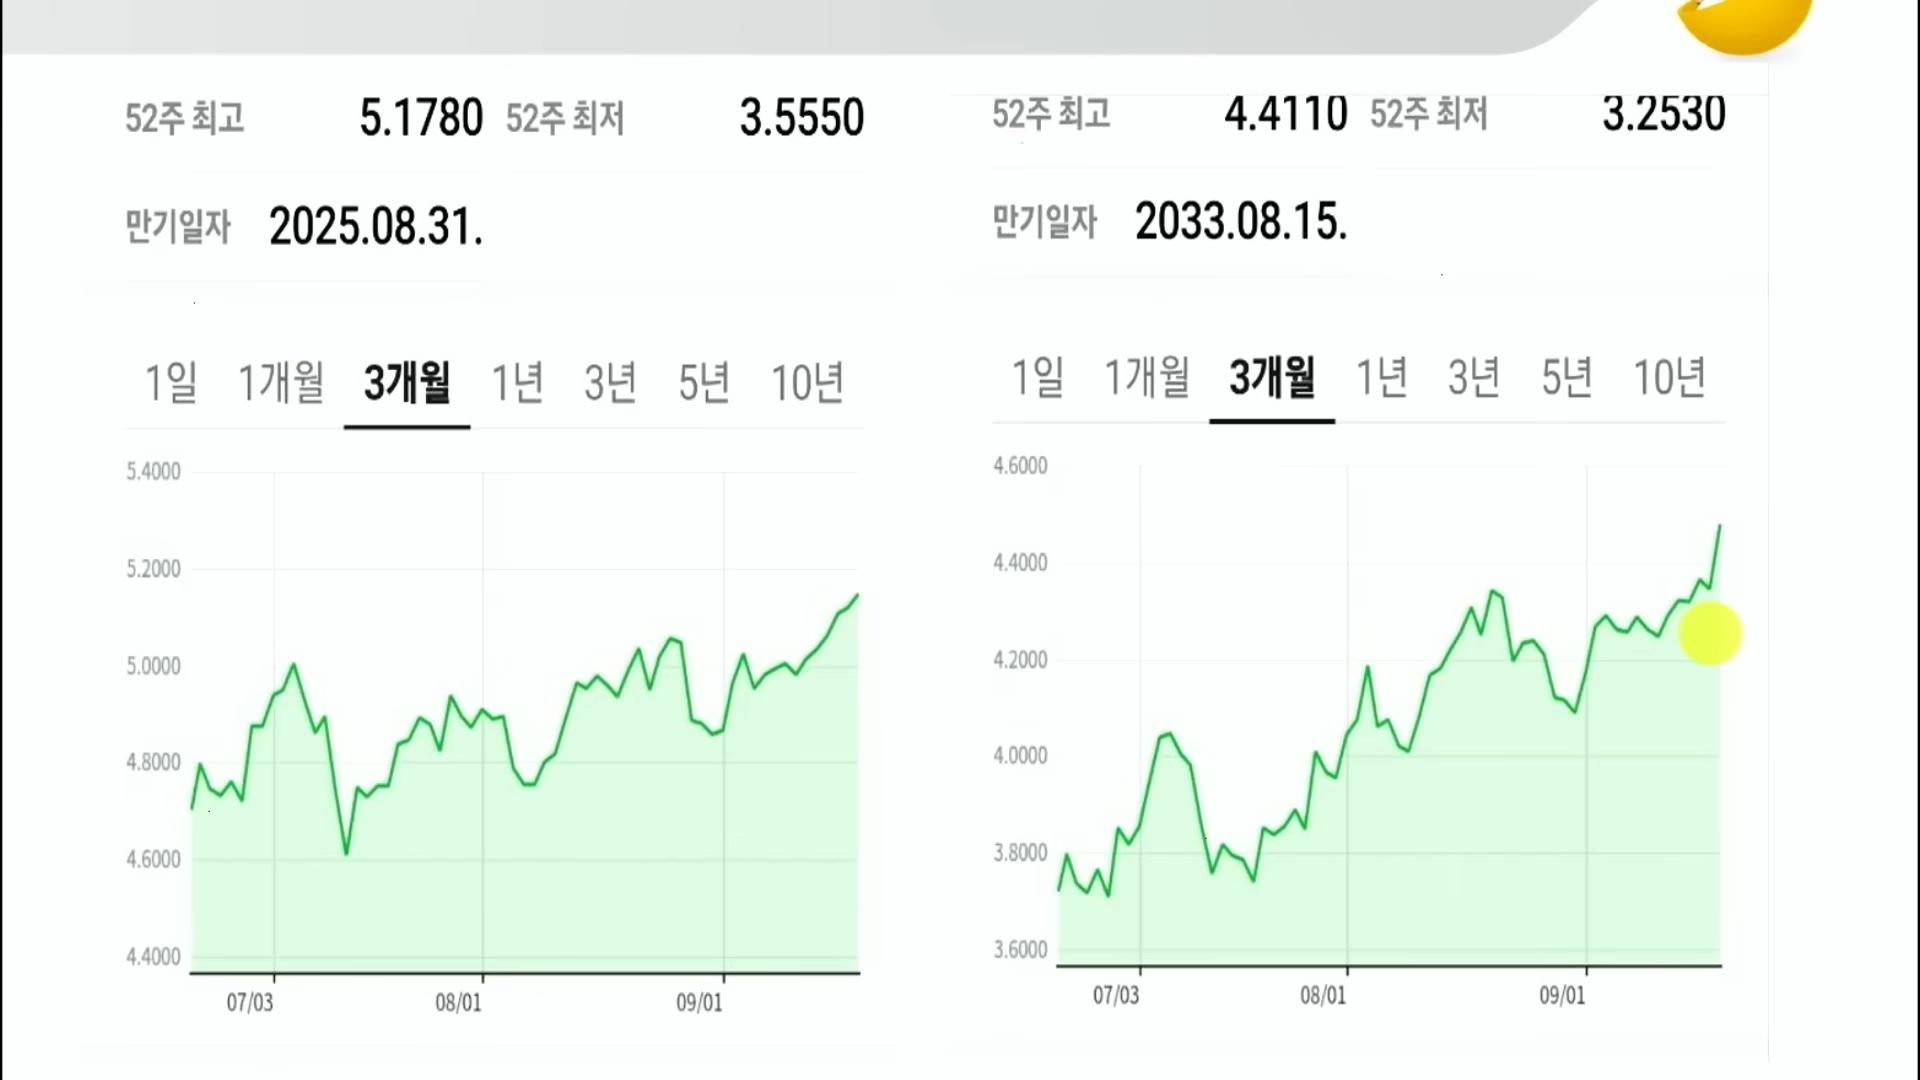 52주 최고 5.1780 52주 최저 3.5550
만기일자 2025.08.31.
1일 1개월 3개월 1년 3년 5년 10년
5.4000
5.2000
5.0000
4.8000
4.6000
4.4000
07/03 08/01 09/01
52주 최고 4.4110 52주 최저 3.2530
만기일자 2033.08.15.
1일 1개월 3개월 1년 3년 5년 10년
4.6000
4.4000
4.2000
4.0000
3.8000
3.6000
07/03 08/01 09/01